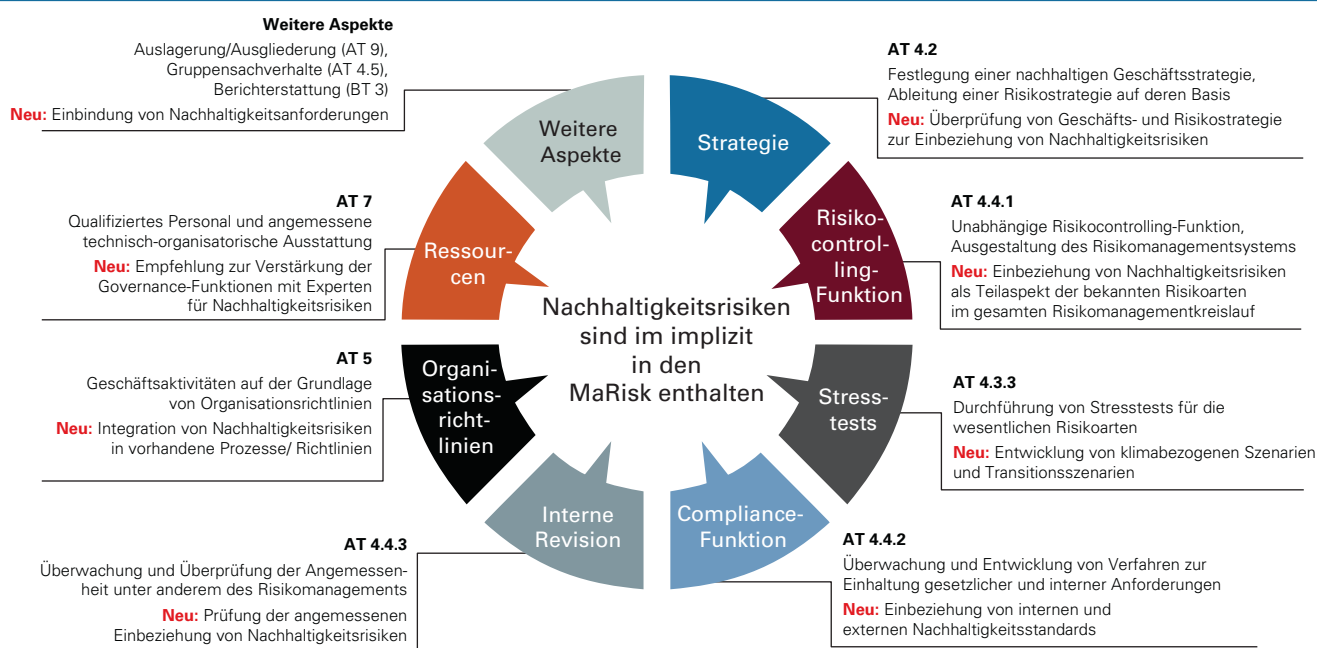 Weitere Aspekte
Auslagerung/Ausgliederung (AT 9),
Gruppensachverhalte (AT 4.5),
Berichterstattung (BT 3)
Neu: Einbindung von Nachhaltigkeitsanforderungen
AT 7
Qualifiziertes Personal und angemessene
technisch-organisatorische Ausstattung
Neu: Empfehlung zur Verstärkung der
Governance-Funktionen mit Experten
für Nachhaltigkeitsrisiken
AT 5
Geschäftsaktivitäten auf der Grundlage
von Organisationsrichtlinien
Neu: Integration von Nachhaltigkeitsrisiken
in vorhandene Prozesse/ Richtlinien
AT 4.4.3
Überwachung und Überprüfung der Angemessen-
heit unter anderem des Risikomanagements
Neu: Prüfung der angemessenen
Einbeziehung von Nachhaltigkeitsrisiken
Weitere
Aspekte
Strategie
Ressour-
cen
Risiko-
control-
ling-
Funktion
Nachhaltigkeitsrisiken
sind im implizit
in den
MaRisk enthalten
Organi-
sations-
richt-
linien
Stress-
tests
Interne
Revision
Compliance-
Funktion
AT 4.2
Festlegung einer nachhaltigen Geschäftsstrategie,
Ableitung einer Risikostrategie auf deren Basis
Neu: Überprüfung von Geschäfts- und Risikostrategie
zur Einbeziehung von Nachhaltigkeitsrisiken
AT 4.4.1
Unabhängige Risikocontrolling-Funktion,
Ausgestaltung des Risikomanagementsystems
Neu: Einbeziehung von Nachhaltigkeitsrisiken
als Teilaspekt der bekannten Risikoarten
im gesamten Risikomanagementkreislauf
AT 4.3.3
Durchführung von Stresstests für die
wesentlichen Risikoarten
Neu: Entwicklung von klimabezogenen Szenarien
und Transitionsszenarien
AT 4.4.2
Überwachung und Entwicklung von Verfahren zur
Einhaltung gesetzlicher und interner Anforderungen
Neu: Einbeziehung von internen und
externen Nachhaltigkeitsstandards